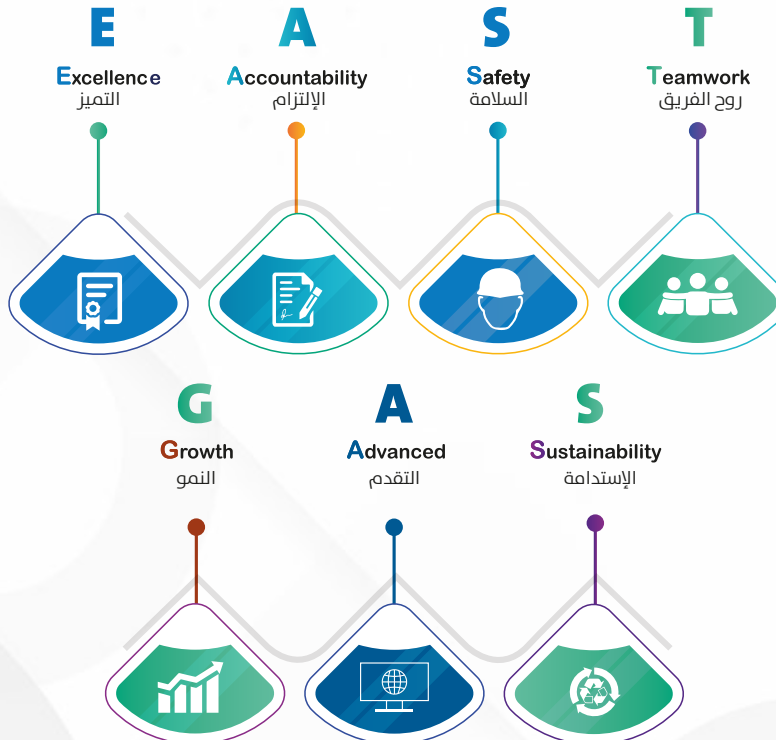 E A S T
Excellence Accountability Safety Teamwork
التميز الإلتزام السلامة روح الفريق
G A S
Growth Advanced Sustainability
النمو التقدم الإستدامة